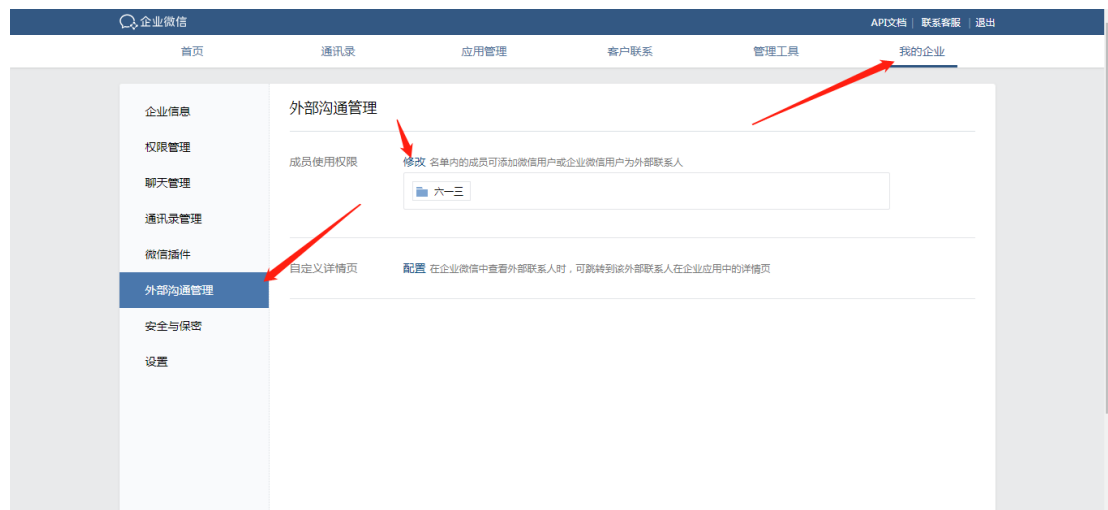 企业微信
API文档 | 联系客服 | 退出
首页 通讯录 应用管理 客户联系 管理工具 我的企业
企业信息
权限管理
聊天管理
通讯录管理
微信插件
外部沟通管理
安全与保密
设置
外部沟通管理
成员使用权限 修改 名单内的成员可添加微信用户或企业微信用户为外部联系人
六一三
自定义详情页 配置 在企业微信中查看外部联系人时，可跳转到该外部联系人在企业应用中的详情页